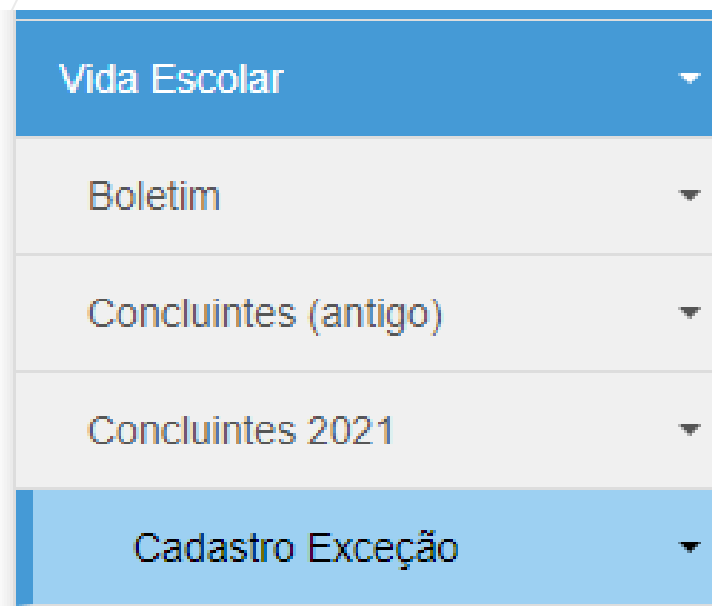 Vida Escolar
Boletim
Concluintes (antigo)
Concluintes 2021
Cadastro Exceção